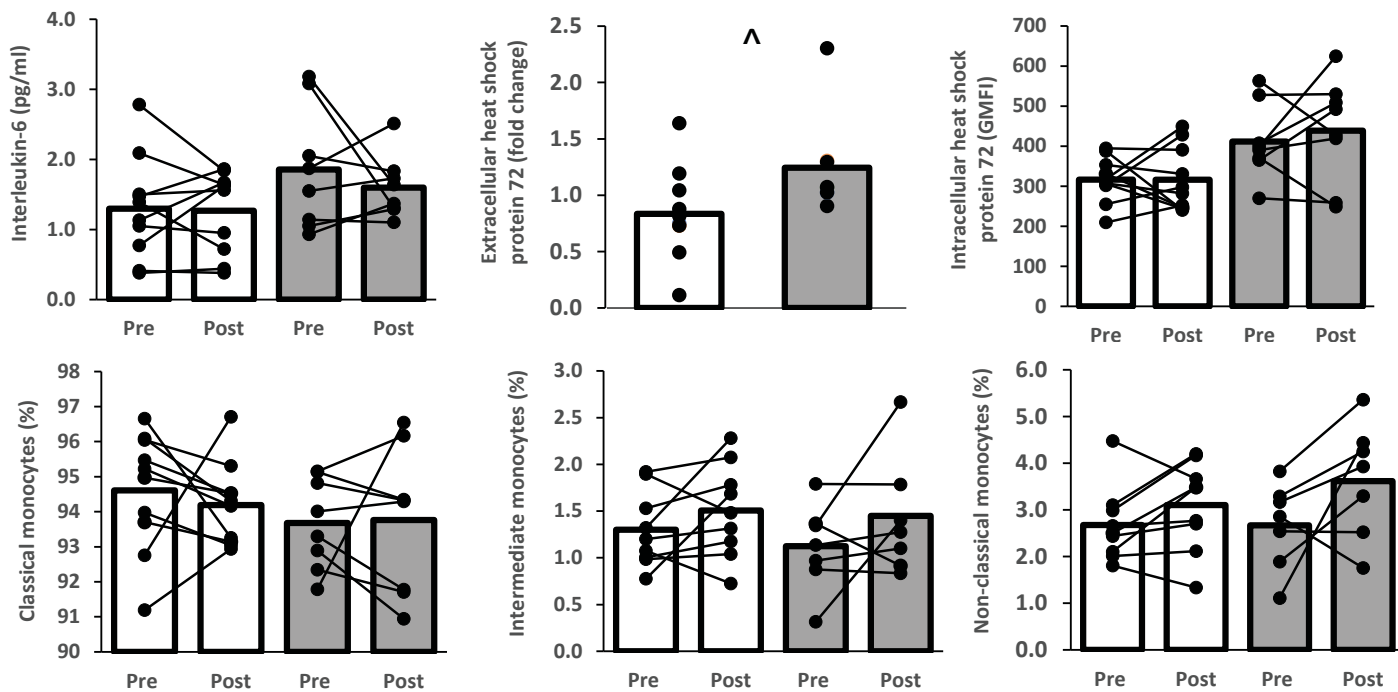 Interleukin-6 (pg/ml)
4.0
3.0
2.0
1.0
0.0
Pre
Post
Pre
Post
Extracellular heat shock
protein 72 (fold change)
2.5
2.0
1.5
1.0
0.5
0.0
^
Intracellular heat shock
protein 72 (GMFI)
700
600
500
400
300
200
100
0
Pre
Post
Pre
Post
Classical monocytes (%)
98
97
96
95
94
93
92
91
90
Pre
Post
Pre
Post
Intermediate monocytes (%)
3.0
2.5
2.0
1.5
1.0
0.5
0.0
Pre
Post
Pre
Post
Non-classical monocytes (%)
6.0
5.0
4.0
3.0
2.0
1.0
0.0
Pre
Post
Pre
Post